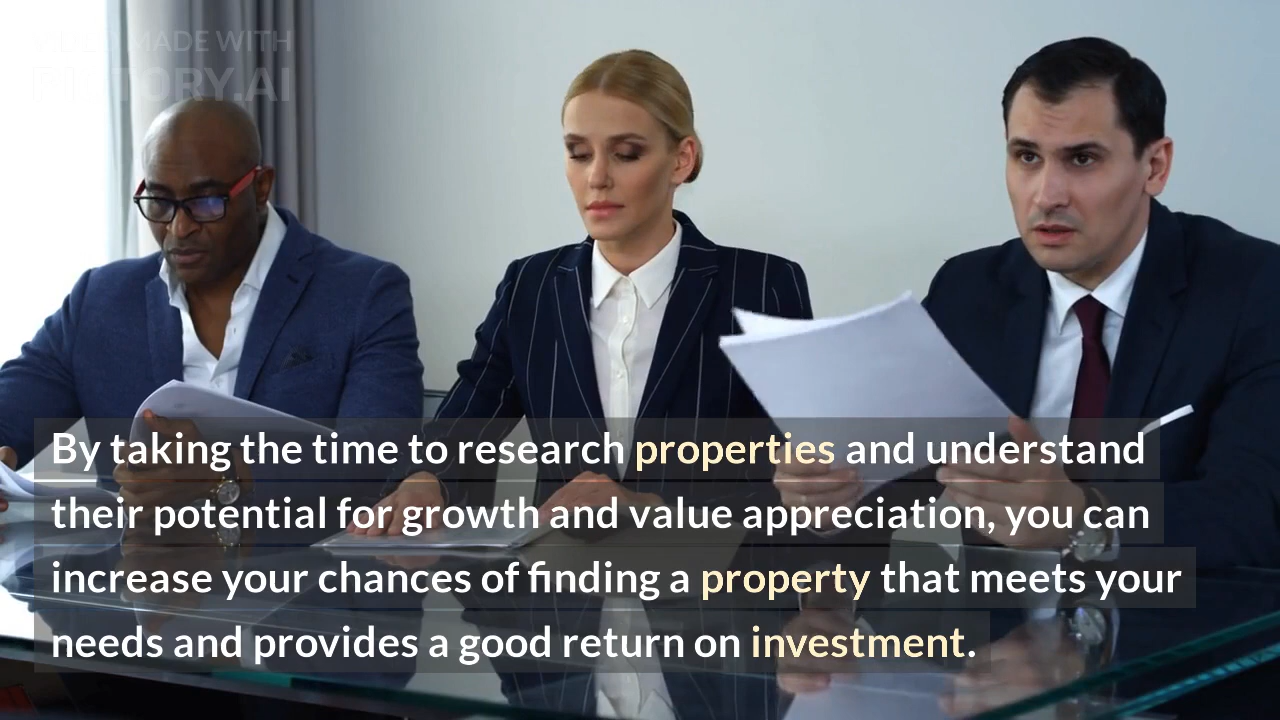 VIDEO MADE WITH
PICTORY.AI
By taking the time to research properties and understand
their potential for growth and value appreciation, you can
increase your chances of finding a property that meets your
needs and provides a good return on investment.